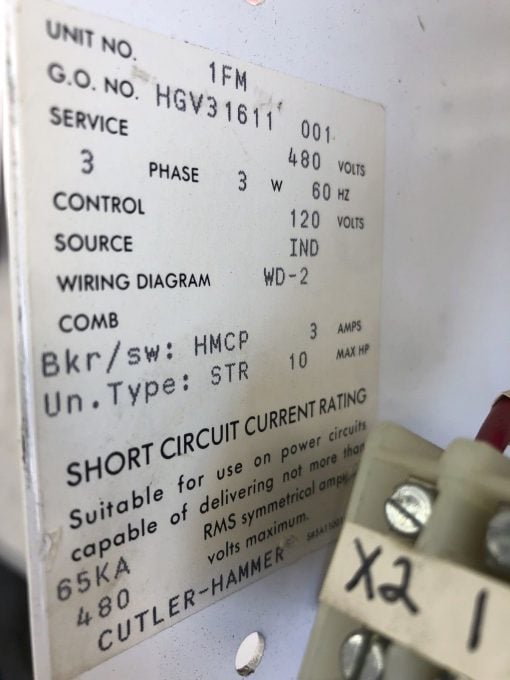 UNIT NO. 1FM
G.O. NO. HGV31611 001
SERVICE 480 VOLTS
3 PHASE 3 W 60 HZ
CONTROL 120 VOLTS
SOURCE IND
WIRING DIAGRAM WD-2
COMB
Bkr/sw: HMCP 3 AMPS
Un.Type: STR 10 MAX HP
SHORT CIRCUIT CURRENT RATING
Suitable for use on power circuits
capable of delivering not more than
65KA RMS symmetrical amps,
480 volts maximum.
CUTLER-HAMMER
X2 1